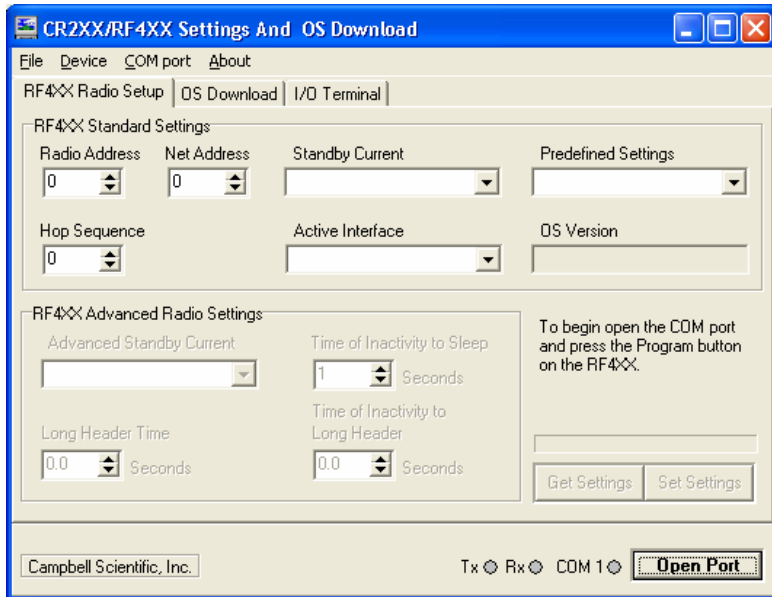 CR2XX/RF4XX Settings And OS Download
File Device COM port About
RF4XX Radio Setup OS Download I/O Terminal
RF4XX Standard Settings
Radio Address Net Address Standby Current Predefined Settings
0 0
Hop Sequence Active Interface OS Version
0
RF4XX Advanced Radio Settings
Advanced Standby Current Time of Inactivity to Sleep
1 Seconds
Long Header Time Time of Inactivity to
Long Header
0.0 Seconds 0.0 Seconds
To begin open the COM port
and press the Program button
on the RF4XX.
Get Settings Set Settings
Campbell Scientific, Inc. Tx Rx COM 1 Open Port